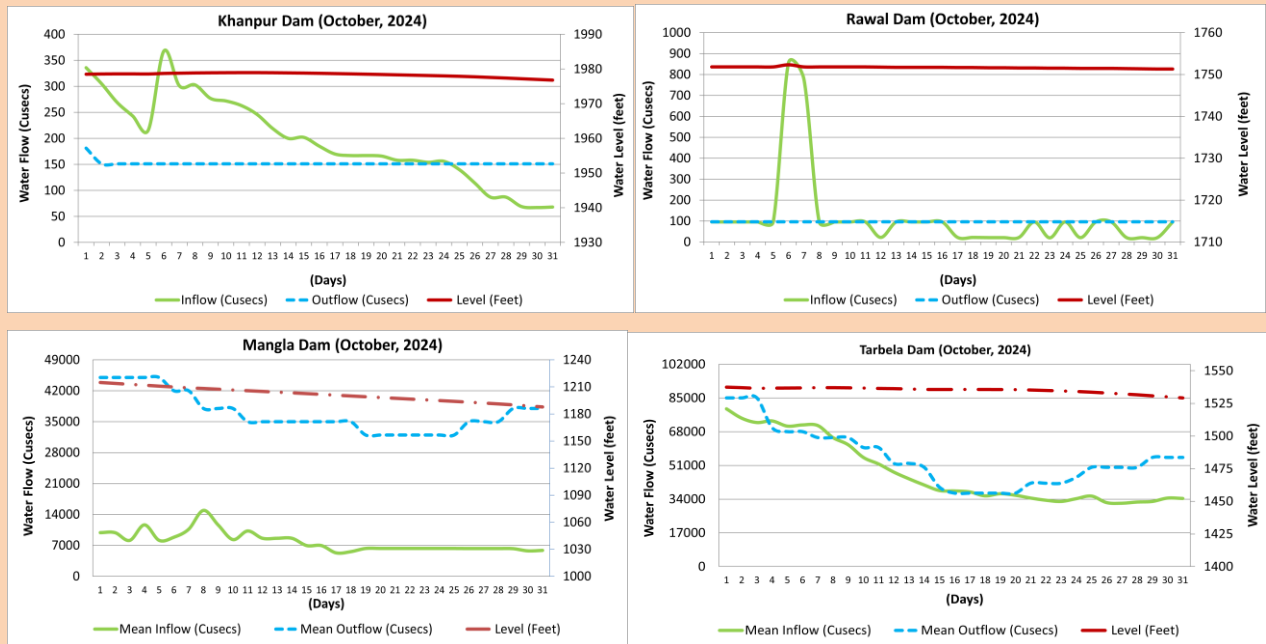 Khanpur Dam (October, 2024)
400
350
300
250
200
150
100
50
0
Water Flow (Cusecs)
1990
1980
1970
1960
1950
1940
1930
Water Level (feet)
1 2 3 4 5 6 7 8 9 10 11 12 13 14 15 16 17 18 19 20 21 22 23 24 25 26 27 28 29 30 31
(Days)
Inflow (Cusecs) Outflow (Cusecs) Level (Feet)
Rawal Dam (October, 2024)
1000
900
800
700
600
500
400
300
200
100
0
Water Flow (Cusecs)
1760
1750
1740
1730
1720
1710
Water Level (feet)
1 2 3 4 5 6 7 8 9 10 11 12 13 14 15 16 17 18 19 20 21 22 23 24 25 26 27 28 29 30 31
(Days)
Inflow (Cusecs) Outflow (Cusecs) Level (Feet)
Mangla Dam (October, 2024)
49000
42000
35000
28000
21000
14000
7000
0
Water Flow (Cusecs)
1240
1210
1180
1150
1120
1090
1060
1030
1000
Water Level (feet)
1 2 3 4 5 6 7 8 9 10 11 12 13 14 15 16 17 18 19 20 21 22 23 24 25 26 27 28 29 30 31
(Days)
Mean Inflow (Cusecs) Mean Outflow (Cusecs) Level (Feet)
Tarbela Dam (October, 2024)
102000
85000
68000
51000
34000
17000
0
Water Flow (Cusecs)
1550
1525
1500
1475
1450
1425
1400
Water Level (feet)
1 2 3 4 5 6 7 8 9 10 11 12 13 14 15 16 17 18 19 20 21 22 23 24 25 26 27 28 29 30 31
(Days)
Mean Inflow (Cusecs) Mean Outflow (Cusecs) Level (Feet)